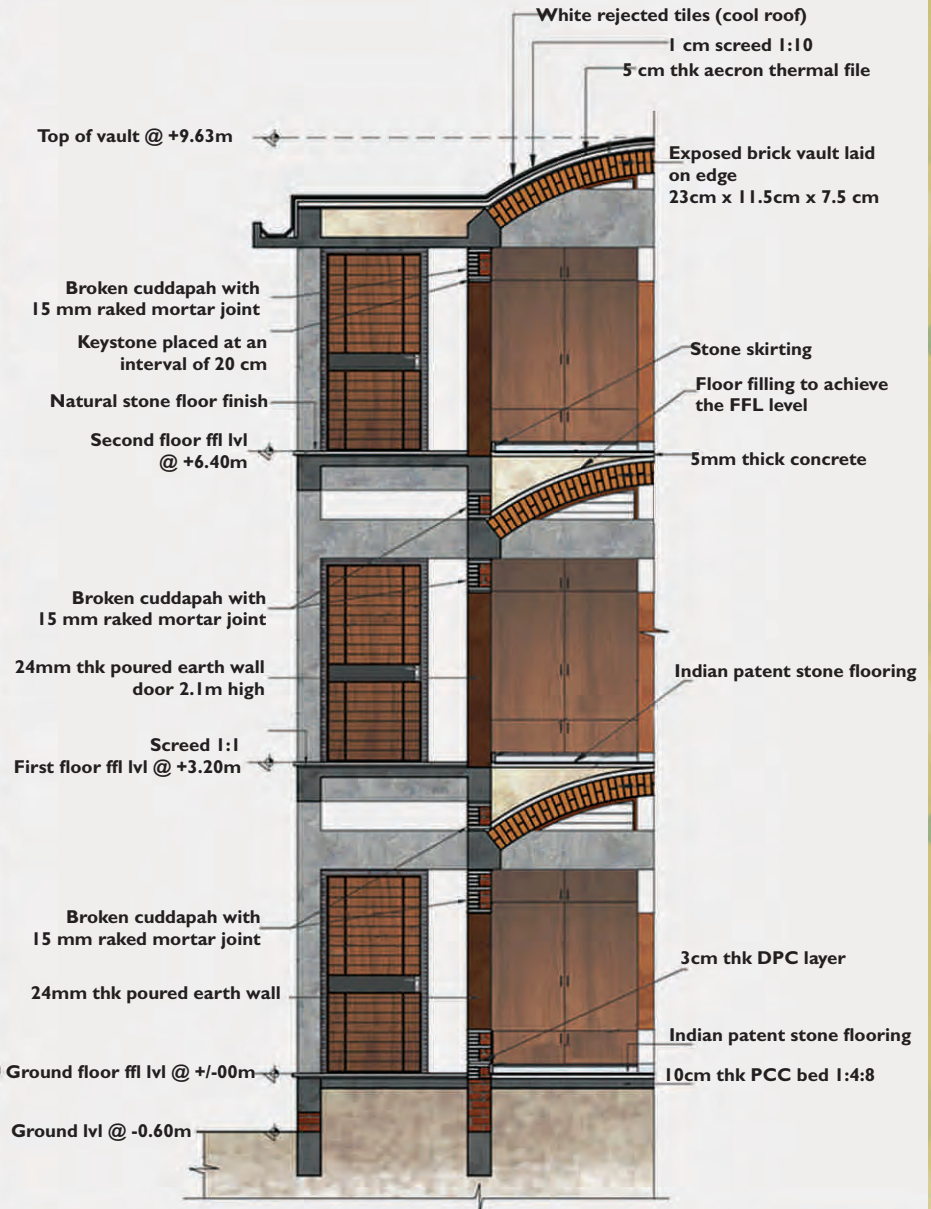 White rejected tiles (cool roof)
1 cm screed 1:10
5 cm thk aecron thermal file
Top of vault @ +9.63m
Exposed brick vault laid
on edge
23cm x 11.5cm x 7.5 cm
Broken cuddapah with
15 mm raked mortar joint
Keystone placed at an
interval of 20 cm
Natural stone floor finish
Second floor ffl lvl
@ +6.40m
Stone skirting
Floor filling to achieve
the FFL level
5mm thick concrete
Broken cuddapah with
15 mm raked mortar joint
24mm thk poured earth wall
door 2.1m high
Screed 1:1
First floor ffl lvl @ +3.20m
Indian patent stone flooring
Broken cuddapah with
15 mm raked mortar joint
24mm thk poured earth wall
Ground floor ffl lvl @ +/-00m
Ground lvl @ -0.60m
3cm thk DPC layer
Indian patent stone flooring
10cm thk PCC bed 1:4:8